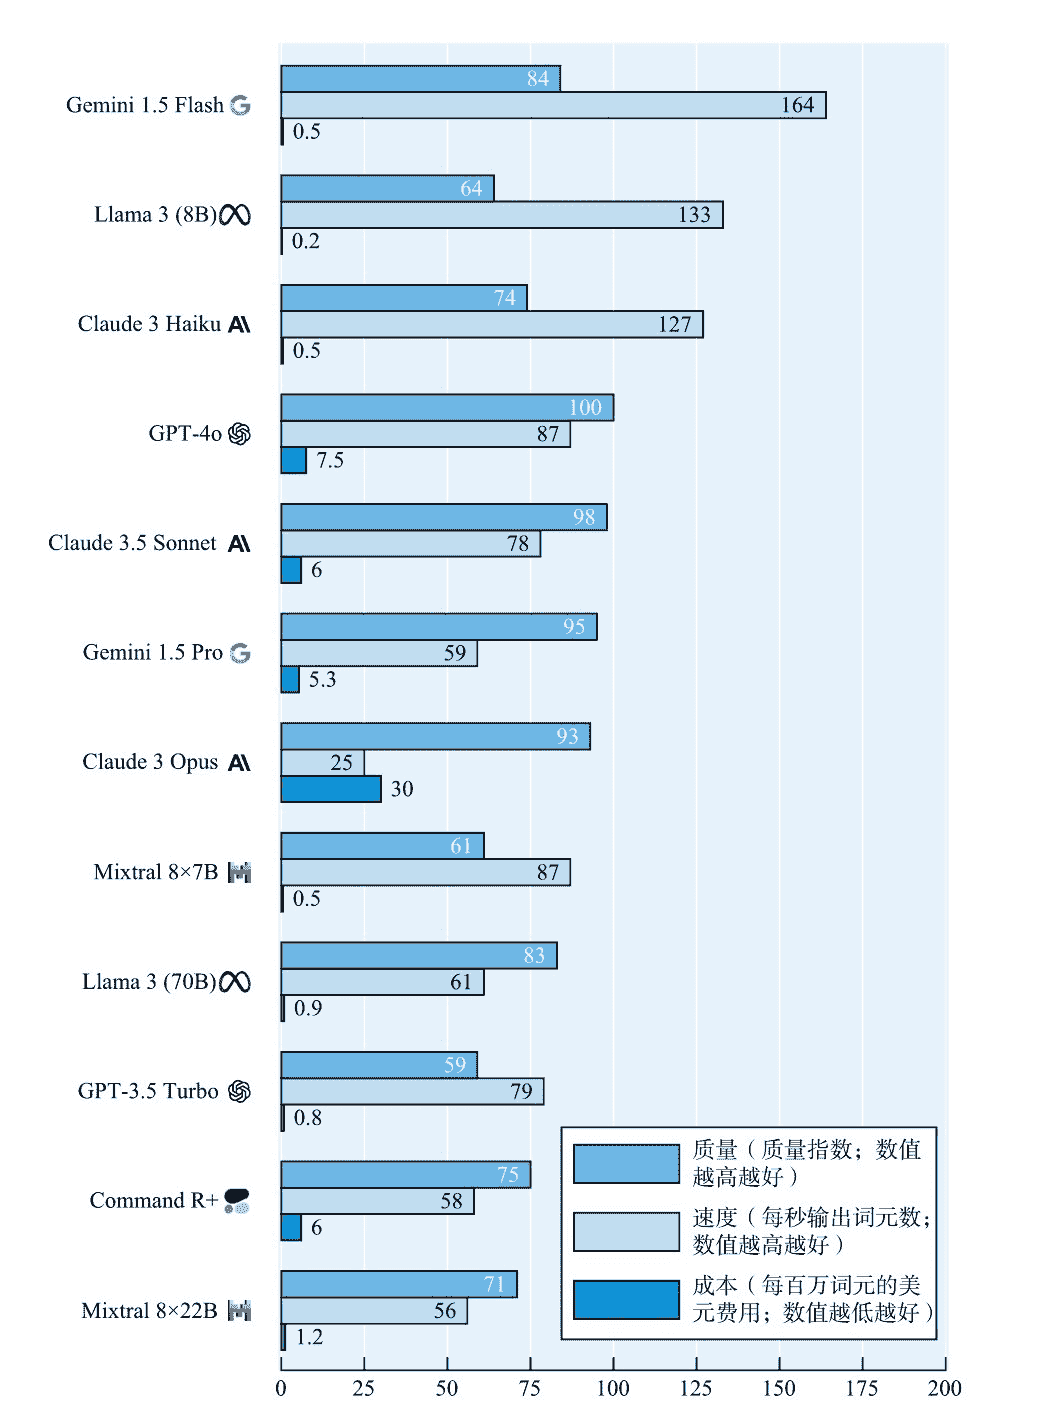 84
Gemini 1.5 Flash
164
0.5
64
Llama 3 (8B)
133
0.2
74
Claude 3 Haiku
127
0.5
100
GPT-4o
87
7.5
98
Claude 3.5 Sonnet
78
6
95
Gemini 1.5 Pro
59
5.3
93
Claude 3 Opus
25
30
61
Mixtral 8×7B
87
0.5
83
Llama 3 (70B)
61
0.9
59
GPT-3.5 Turbo
79
0.8
75
Command R+
58
6
71
Mixtral 8×22B
56
1.2
质量（质量指数；数值
越高越好）
速度（每秒输出词元数；
数值越高越好）
成本（每百万词元的美
元费用；数值越低越好）
0 25 50 75 100 125 150 175 200